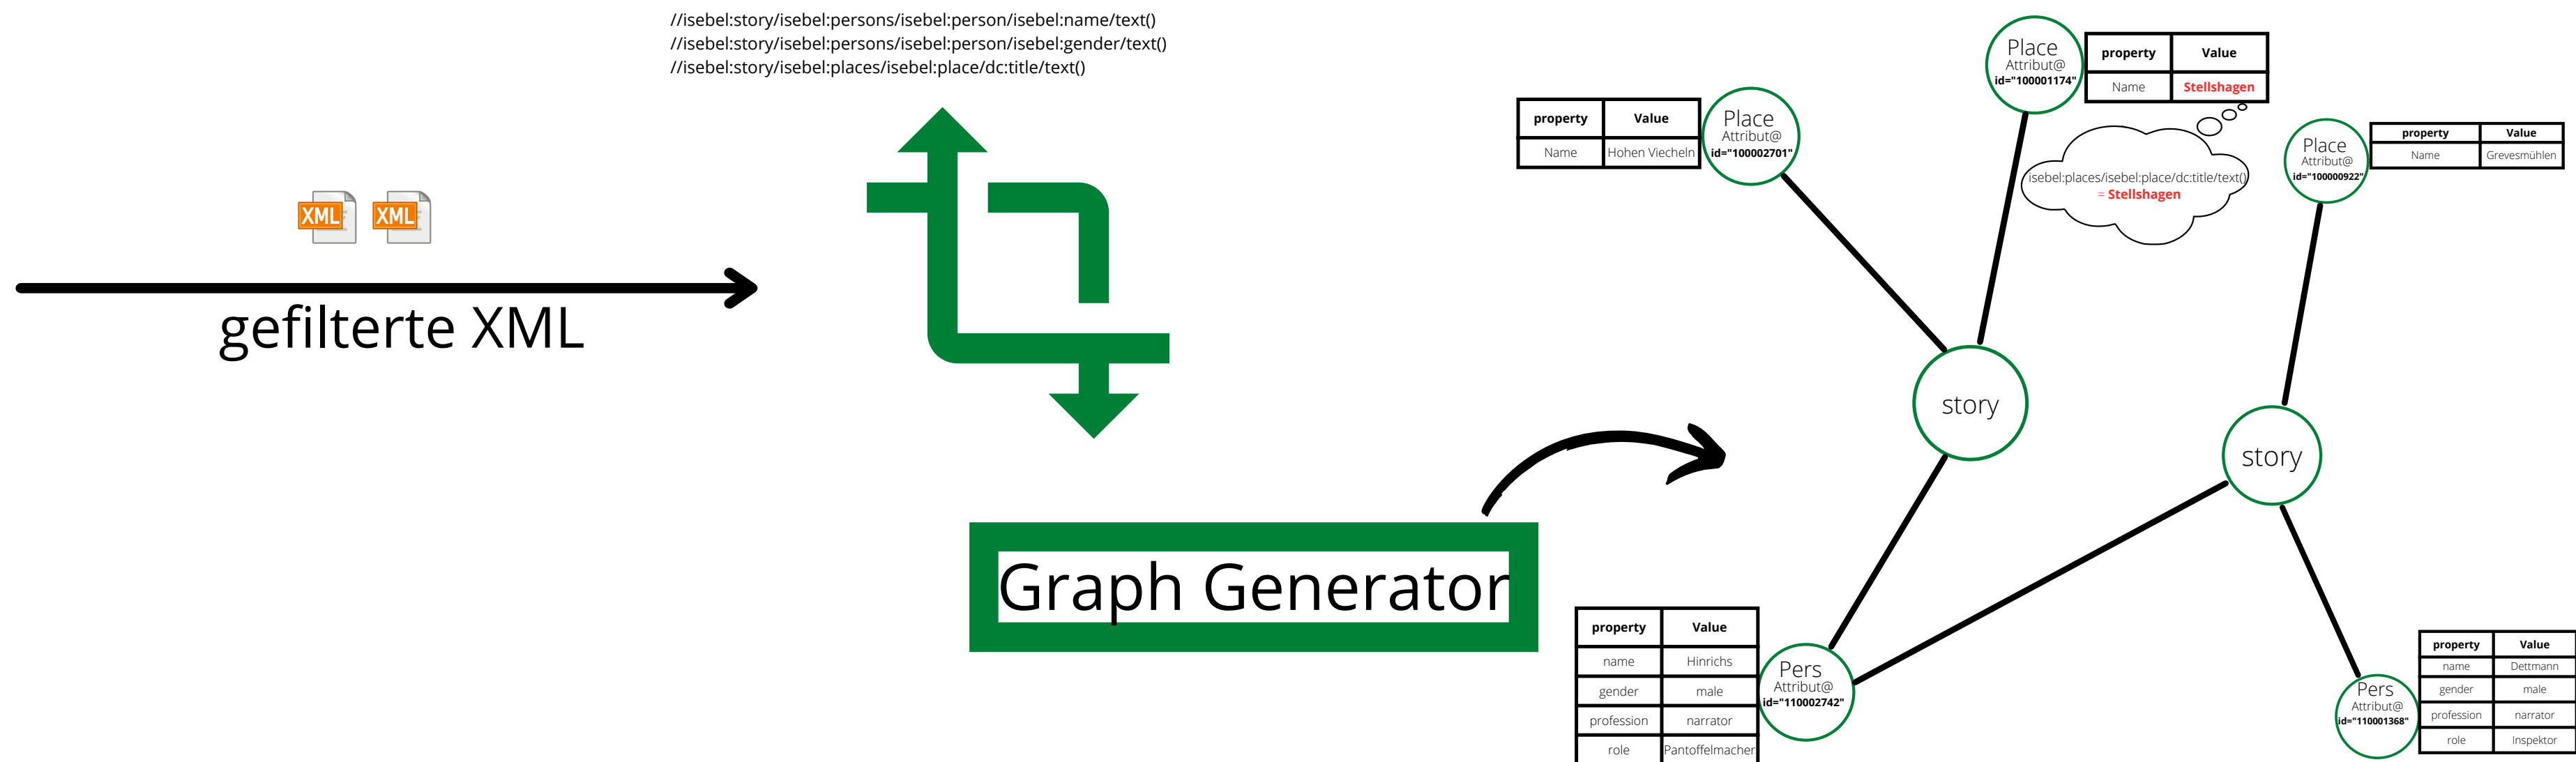 //isebel:story/isebel:persons/isebel:person/isebel:name/text()
//isebel:story/isebel:persons/isebel:person/isebel:gender/text()
//isebel:story/isebel:places/isebel:place/dc:title/text()
XML XML
gefilterte XML
Graph Generator
property Value
Name Hohen Viecheln
Place
Attribut@
id="100002701"
Place
Attribut@
id="100001174"
property Value
Name Stellshagen
isebel:places/isebel:place/dc:title/text()
= Stellshagen
Place
Attribut@
id="100000922"
property Value
Name Grevesmühlen
story
story
property Value
name Hinrichs
gender male
profession narrator
role Pantoffelmacher
Pers
Attribut@
id="110002742"
Pers
Attribut@
id="110001368"
property Value
name Dettmann
gender male
profession narrator
role Inspektor